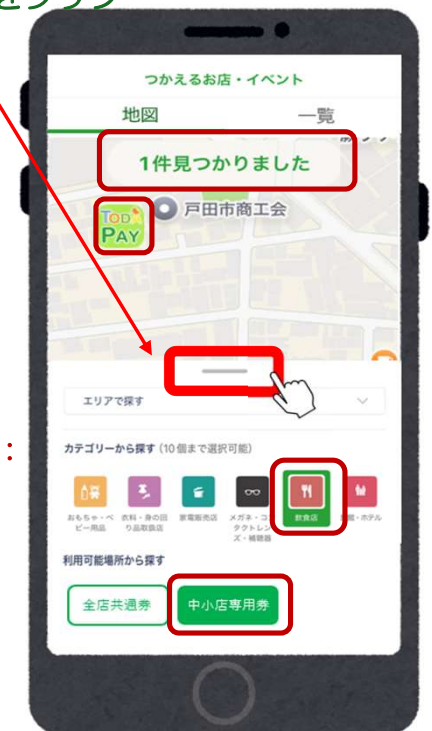 つかえるお店・イベント
地図
一覧
1件見つかりました
TOD
PAY
戸田市商工会
エリアで探す
カテゴリーから探す (10個まで選択可能)
:
おもちゃ・ベ
ビー用品
衣料・身の回
り品取扱店
家電販売店
メガネ・コ
タクトレン
ズ・補聴器
飲食店
・ホテル
利用可能場所から探す
全店共通券
中小店専用券